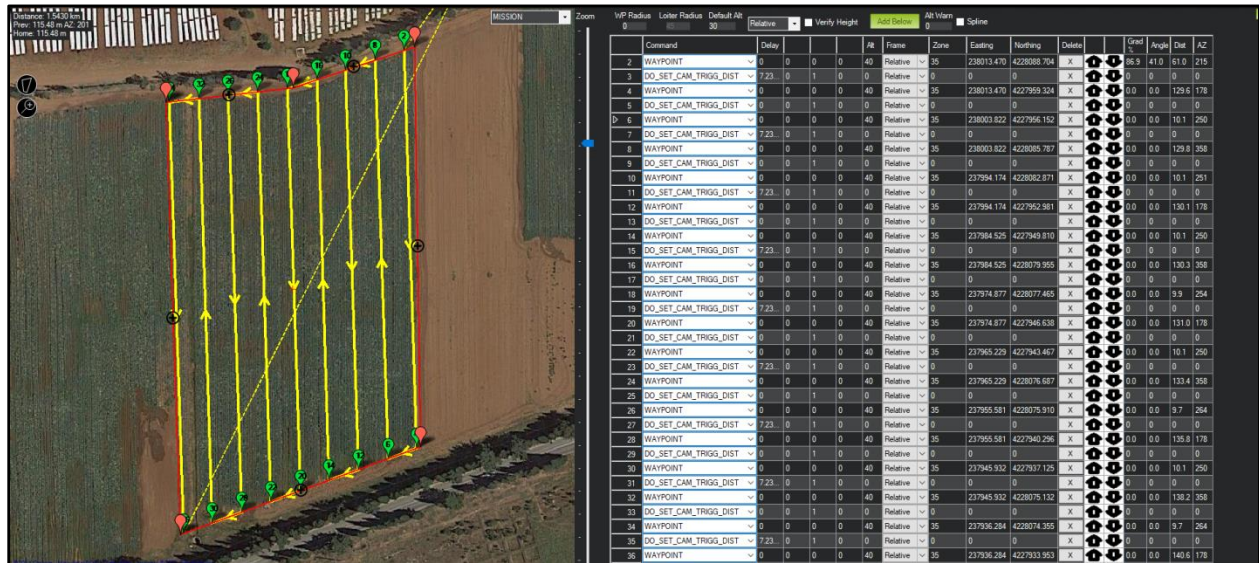 Distance: 1.5430 km
Prev: 115.48 m AZ: 201
Home: 115.48 m
MISSION
Zoom
WP Radius Loiter Radius Default Alt Alt Warn
0 30 Relative Verify Height Add Below 0 Spline
Command Delay Alt Frame Zone Easting Northing Delete Grad % Angle Dist AZ
2 WAYPOINT 0 0 0 0 40 Relative 35 238013.470 4228088.704 X 86.9 41.0 61.0 215
3 DO_SET_CAM_TRIGG_DIST 7.23... 0 1 0 0 Relative 0 0 0 X 0 0 0 0
4 WAYPOINT 0 0 0 0 40 Relative 35 238013.470 4227959.324 X 0.0 0.0 129.6 178
5 DO_SET_CAM_TRIGG_DIST 0 0 1 0 0 Relative 0 0 0 X 0 0 0 0
6 WAYPOINT 0 0 0 0 40 Relative 35 238003.822 4227956.152 X 0.0 0.0 10.1 250
7 DO_SET_CAM_TRIGG_DIST 7.23... 0 1 0 0 Relative 0 0 0 X 0 0 0 0
8 WAYPOINT 0 0 0 0 40 Relative 35 238003.822 4228085.787 X 0.0 0.0 129.8 358
9 DO_SET_CAM_TRIGG_DIST 0 0 1 0 0 Relative 0 0 0 X 0 0 0 0
10 WAYPOINT 0 0 0 0 40 Relative 35 237994.174 4228082.871 X 0.0 0.0 10.1 251
11 DO_SET_CAM_TRIGG_DIST 7.23... 0 1 0 0 Relative 0 0 0 X 0 0 0 0
12 WAYPOINT 0 0 0 0 40 Relative 35 237994.174 4227952.981 X 0.0 0.0 130.1 178
13 DO_SET_CAM_TRIGG_DIST 0 0 1 0 0 Relative 0 0 0 X 0 0 0 0
14 WAYPOINT 0 0 0 0 40 Relative 35 237984.525 4227949.810 X 0.0 0.0 10.1 250
15 DO_SET_CAM_TRIGG_DIST 7.23... 0 1 0 0 Relative 0 0 0 X 0 0 0 0
16 WAYPOINT 0 0 0 0 40 Relative 35 237984.525 4228079.955 X 0.0 0.0 130.3 358
17 DO_SET_CAM_TRIGG_DIST 0 0 1 0 0 Relative 0 0 0 X 0 0 0 0
18 WAYPOINT 0 0 0 0 40 Relative 35 237974.877 4228077.465 X 0.0 0.0 9.9 254
19 DO_SET_CAM_TRIGG_DIST 7.23... 0 1 0 0 Relative 0 0 0 X 0 0 0 0
20 WAYPOINT 0 0 0 0 40 Relative 35 237974.877 4227946.638 X 0.0 0.0 131.0 178
21 DO_SET_CAM_TRIGG_DIST 0 0 1 0 0 Relative 0 0 0 X 0 0 0 0
22 WAYPOINT 0 0 0 0 40 Relative 35 237965.229 4227943.467 X 0.0 0.0 10.1 250
23 DO_SET_CAM_TRIGG_DIST 7.23... 0 1 0 0 Relative 0 0 0 X 0 0 0 0
24 WAYPOINT 0 0 0 0 40 Relative 35 237965.229 4228076.687 X 0.0 0.0 133.4 358
25 DO_SET_CAM_TRIGG_DIST 0 0 1 0 0 Relative 0 0 0 X 0 0 0 0
26 WAYPOINT 0 0 0 0 40 Relative 35 237955.581 4228075.910 X 0.0 0.0 9.7 264
27 DO_SET_CAM_TRIGG_DIST 7.23... 0 1 0 0 Relative 0 0 0 X 0 0 0 0
28 WAYPOINT 0 0 0 0 40 Relative 35 237955.581 4227940.296 X 0.0 0.0 135.8 178
29 DO_SET_CAM_TRIGG_DIST 0 0 1 0 0 Relative 0 0 0 X 0 0 0 0
30 WAYPOINT 0 0 0 0 40 Relative 35 237945.932 4227937.125 X 0.0 0.0 10.1 250
31 DO_SET_CAM_TRIGG_DIST 7.23... 0 1 0 0 Relative 0 0 0 X 0 0 0 0
32 WAYPOINT 0 0 0 0 40 Relative 35 237945.932 4228075.132 X 0.0 0.0 138.2 358
33 DO_SET_CAM_TRIGG_DIST 0 0 1 0 0 Relative 0 0 0 X 0 0 0 0
34 WAYPOINT 0 0 0 0 40 Relative 35 237936.284 4228074.355 X 0.0 0.0 9.7 264
35 DO_SET_CAM_TRIGG_DIST 7.23... 0 1 0 0 Relative 0 0 0 X 0 0 0 0
36 WAYPOINT 0 0 0 0 40 Relative 35 237936.284 4227933.953 X 0.0 0.0 140.6 178